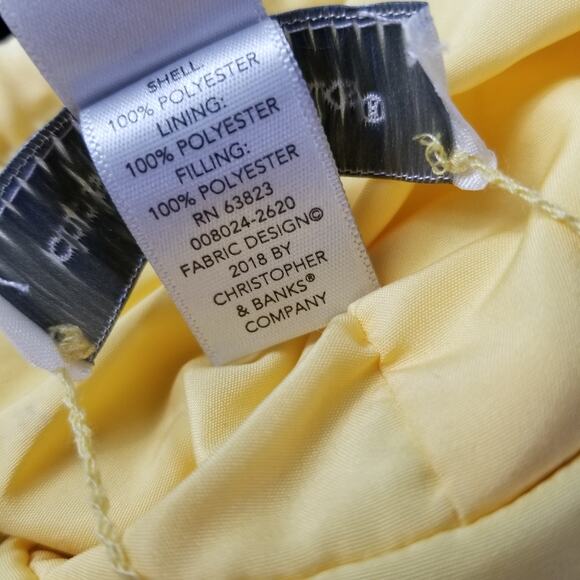 SHELL:
100% POLYESTER
LINING:
100% POLYESTER
FILLING:
100% POLYESTER
RN 63823
008024-2620
FABRIC DESIGN©
2018 BY
CHRISTOPHER
& BANKS®
COMPANY